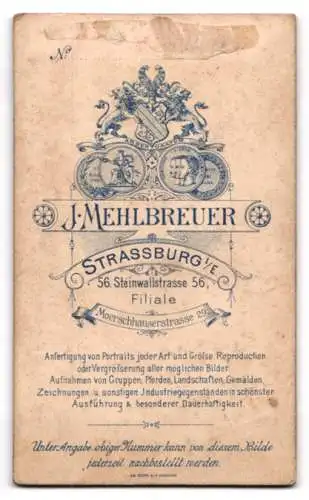 No
J. MEHLBREUER
STRASSBURG i/E
56. Steinwallstrasse 56,
Filiale
Moerschhauserstrasse 29.
Anfertigung von Portraits jeder Art und Größe. Reproduction
oder Vergrößerung aller möglichen Bilder.
Aufnahmen von Gruppen, Pferden, Landschaften, Gemälden,
Zeichnungen u. sonstigen Industriegegenständen in schönster
Ausführung & besonderer Dauerhaftigkeit.
Unter Angabe obiger Nummer kann von diesem Bilde
jederzeit nachbestellt werden.